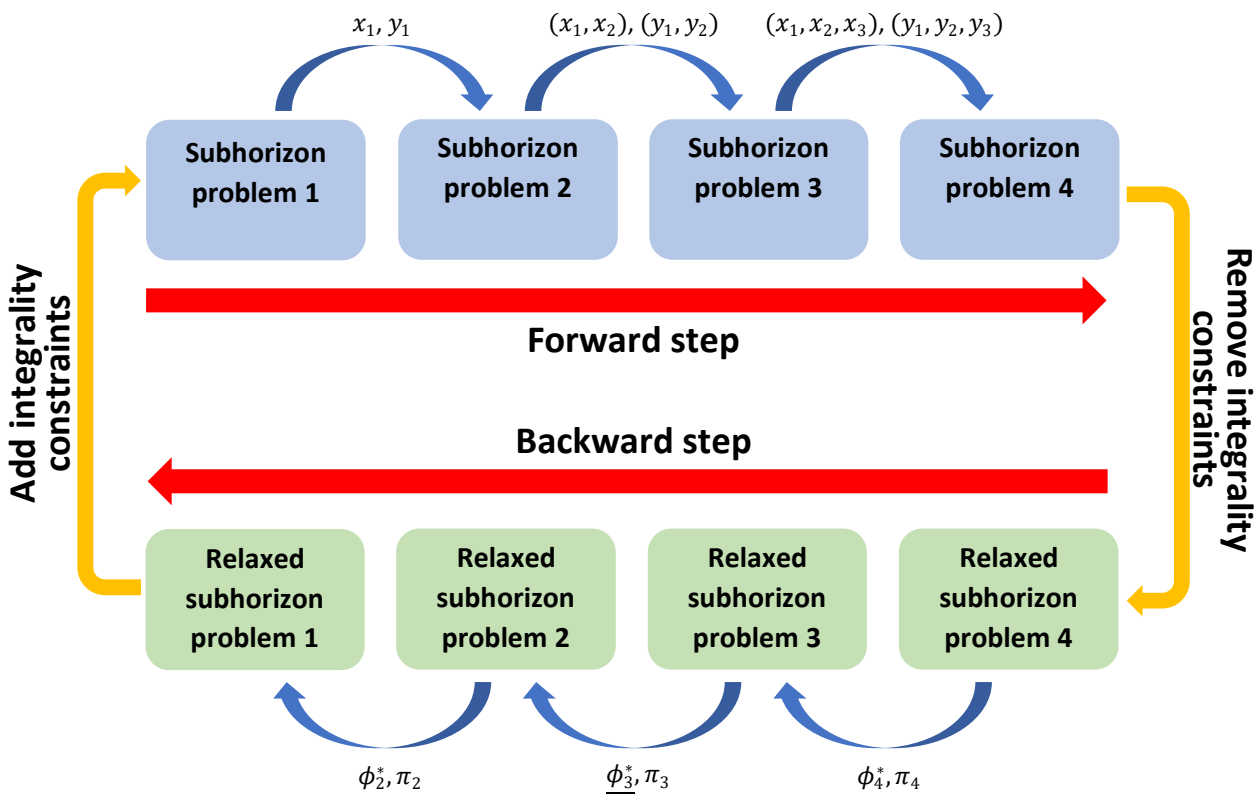 x₁, y₁
(x₁, x₂), (y₁, y₂)
(x₁, x₂, x₃), (y₁, y₂, y₃)
Subhorizon
problem 1
Subhorizon
problem 2
Subhorizon
problem 3
Subhorizon
problem 4
Add integrality
constraints
Remove integrality
constraints
Forward step
Backward step
Relaxed
subhorizon
problem 1
Relaxed
subhorizon
problem 2
Relaxed
subhorizon
problem 3
Relaxed
subhorizon
problem 4
ϕ₂*, π₂
ϕ₃*, π₃
ϕ₄*, π₄